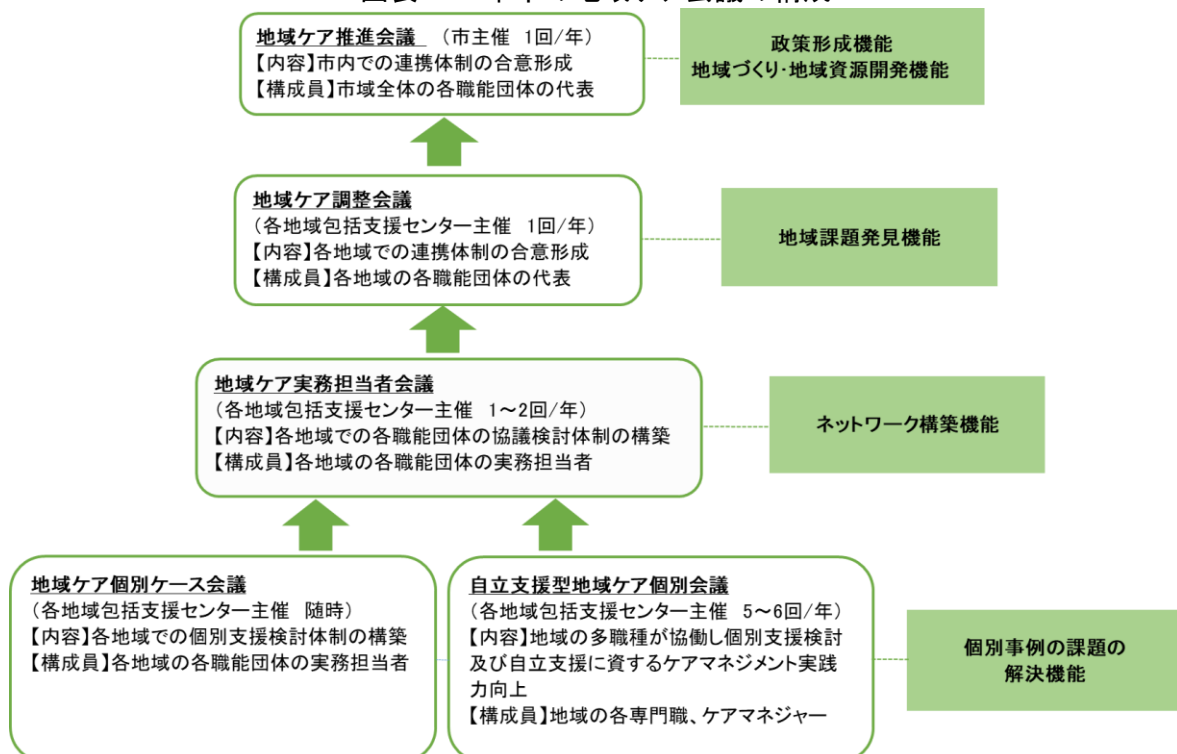 地域ケア推進会議 （市主催 1回/年）
【内容】市内での連携体制の合意形成
【構成員】市域全体の各職能団体の代表
政策形成機能
地域づくり・地域資源開発機能
地域ケア調整会議
（各地域包括支援センター主催 1回/年）
【内容】各地域での連携体制の合意形成
【構成員】各地域の各職能団体の代表
地域課題発見機能
地域ケア実務担当者会議
（各地域包括支援センター主催 1～2回/年）
【内容】各地域での各職能団体の協議検討体制の構築
【構成員】各地域の各職能団体の実務担当者
ネットワーク構築機能
地域ケア個別ケース会議
（各地域包括支援センター主催 随時）
【内容】各地域での個別支援検討体制の構築
【構成員】各地域の各職能団体の実務担当者
自立支援型地域ケア個別会議
（各地域包括支援センター主催 5～6回/年）
【内容】地域の多職種が協働し個別支援検討
及び自立支援に資するケアマネジメント実践
力向上
【構成員】地域の各専門職、ケアマネジャー
個別事例の課題の
解決機能